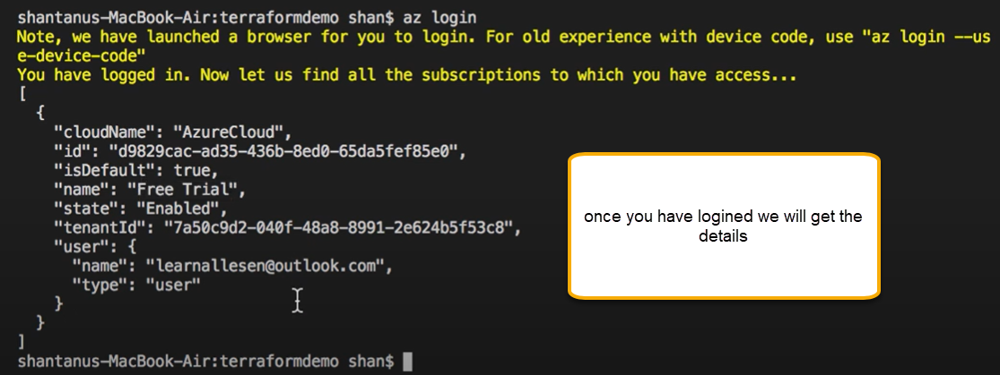 shantanus-MacBook-Air:terraformdemo shan$ az login
Note, we have launched a browser for you to login. For old experience with device code, use "az login --us
e-device-code"
You have logged in. Now let us find all the subscriptions to which you have access...
[
  {
    "cloudName": "AzureCloud",
    "id": "d9829cac-ad35-436b-8ed0-65da5fef85e0",
    "isDefault": true,
    "name": "Free Trial",
    "state": "Enabled",
    "tenantId": "7a50c9d2-040f-48a8-8991-2e624b5f53c8",
    "user": {
      "name": "learnallesen@outlook.com",
      "type": "user"
    }
  }
]
shantanus-MacBook-Air:terraformdemo shan$
once you have logined we will get the
details